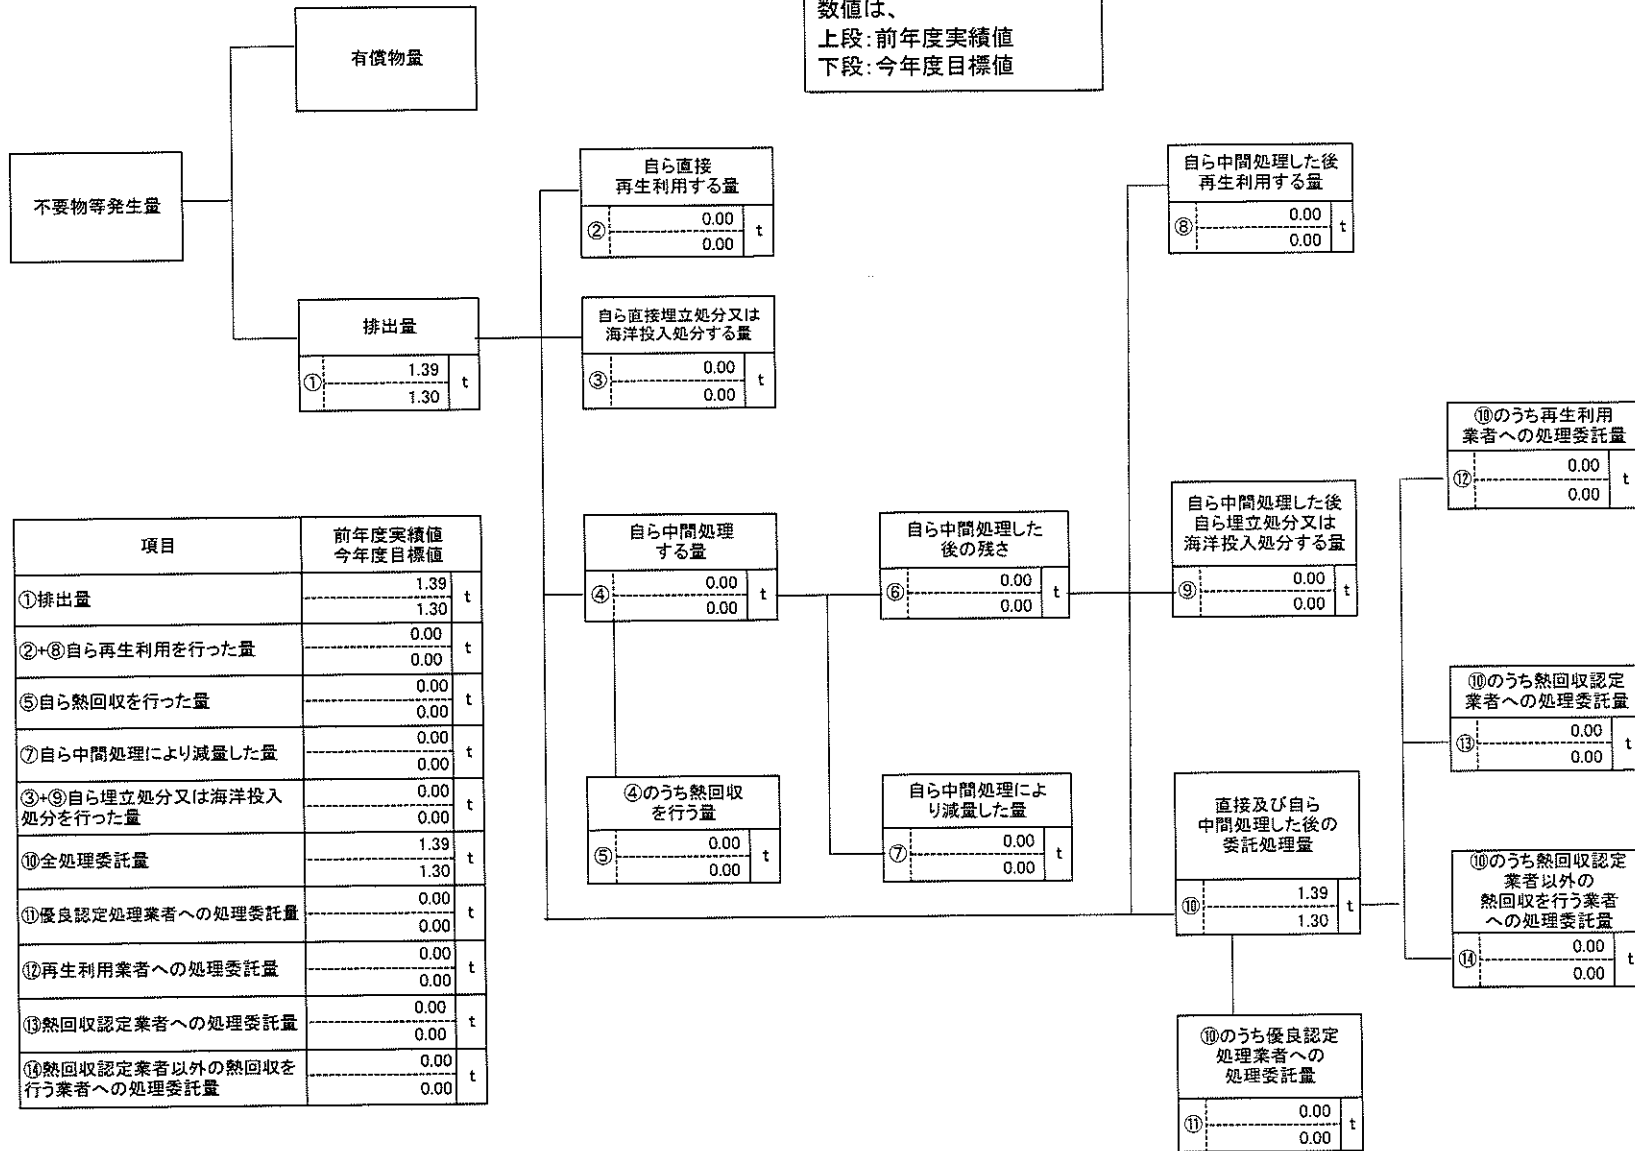 数値は、
上段：前年度実績値
下段：今年度目標値
有償物量
不要物等発生量
排出量
① 1.39 t
1.30
自ら直接
再生利用する量
② 0.00 t
0.00
自ら直接埋立処分又は
海洋投入処分する量
③ 0.00 t
0.00
自ら中間処理
する量
④ 0.00 t
0.00
④のうち熱回収
を行う量
⑤ 0.00 t
0.00
自ら中間処理した
後の残さ
⑥ 0.00 t
0.00
自ら中間処理によ
り減量した量
⑦ 0.00 t
0.00
自ら中間処理した後
再生利用する量
⑧ 0.00 t
0.00
自ら中間処理した後
自ら埋立処分又は
海洋投入処分する量
⑨ 0.00 t
0.00
直接及び自ら
中間処理した後の
委託処理量
⑩ 1.39 t
1.30
⑩のうち優良認定
処理業者への
処理委託量
⑪ 0.00 t
0.00
⑩のうち再生利用
業者への処理委託量
⑫ 0.00 t
0.00
⑩のうち熱回収認定
業者への処理委託量
⑬ 0.00 t
0.00
⑩のうち熱回収認定
業者以外の
熱回収を行う業者
への処理委託量
⑭ 0.00 t
0.00
項目 前年度実績値
今年度目標値
①排出量 1.39 t
1.30
②+⑧自ら再生利用を行った量 0.00 t
0.00
⑤自ら熱回収を行った量 0.00 t
0.00
⑦自ら中間処理により減量した量 0.00 t
0.00
③+⑨自ら埋立処分又は海洋投入
処分を行った量 0.00 t
0.00
⑩全処理委託量 1.39 t
1.30
⑪優良認定処理業者への処理委託量 0.00 t
0.00
⑫再生利用業者への処理委託量 0.00 t
0.00
⑬熱回収認定業者への処理委託量 0.00 t
0.00
⑭熱回収認定業者以外の熱回収を
行う業者への処理委託量 0.00 t
0.00